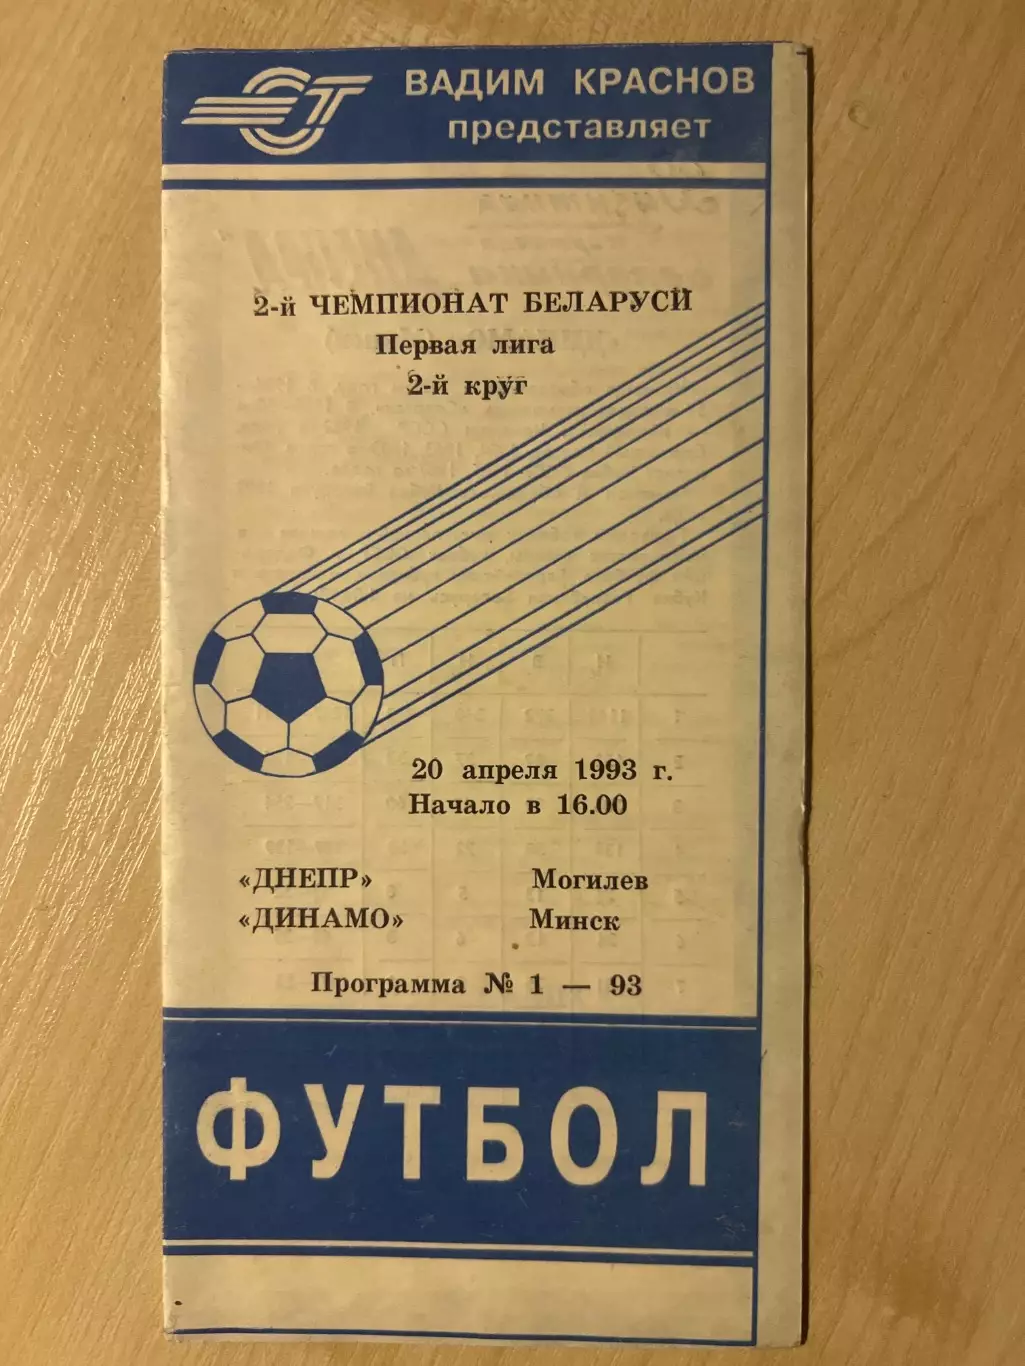 СТ
ВАДИМ КРАСНОВ
представляет
2-й ЧЕМПИОНАТ БЕЛАРУСИ
Первая лига
2-й круг
20 апреля 1993 г.
Начало в 16.00
«ДНЕПР» Могилев
«ДИНАМО» Минск
Программа № 1 — 93
ФУТБОЛ